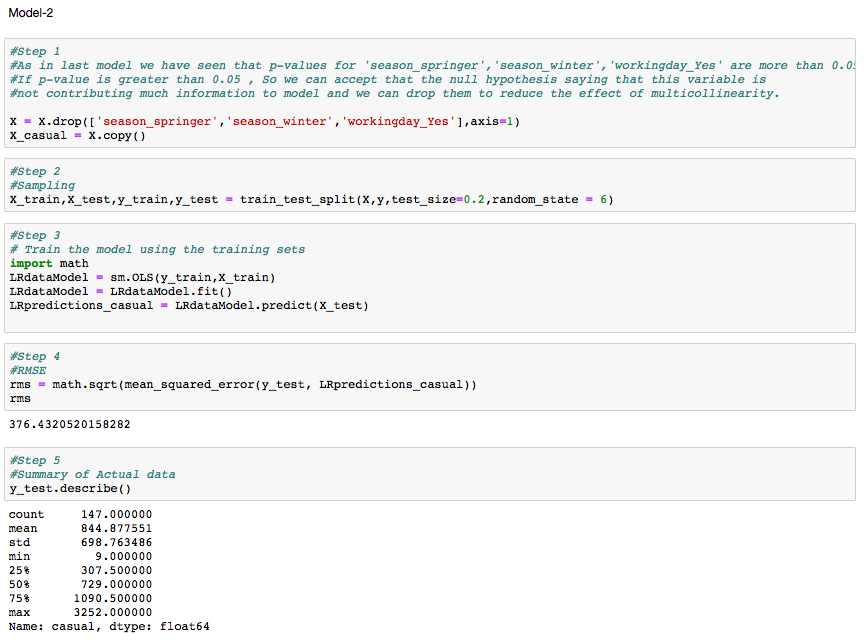 Model-2
#Step 1
#As in last model we have seen that p-values for 'season_springer','season_winter','workingday_Yes' are more than 0.05
#If p-value is greater than 0.05 , So we can accept that the null hypothesis saying that this variable is
#not contributing much information to model and we can drop them to reduce the effect of multicollinearity.
X = X.drop(['season_springer','season_winter','workingday_Yes'],axis=1)
X_casual = X.copy()
#Step 2
#Sampling
X_train,X_test,y_train,y_test = train_test_split(X,y,test_size=0.2,random_state = 6)
#Step 3
# Train the model using the training sets
import math
LRdataModel = sm.OLS(y_train,X_train)
LRdataModel = LRdataModel.fit()
LRpredictions_casual = LRdataModel.predict(X_test)
#Step 4
#RMSE
rms = math.sqrt(mean_squared_error(y_test, LRpredictions_casual))
rms
376.4320520158282
#Step 5
#Summary of Actual data
y_test.describe()
count 147.000000
mean 844.877551
std 698.763486
min 9.000000
25% 307.500000
50% 729.000000
75% 1090.500000
max 3252.000000
Name: casual, dtype: float64